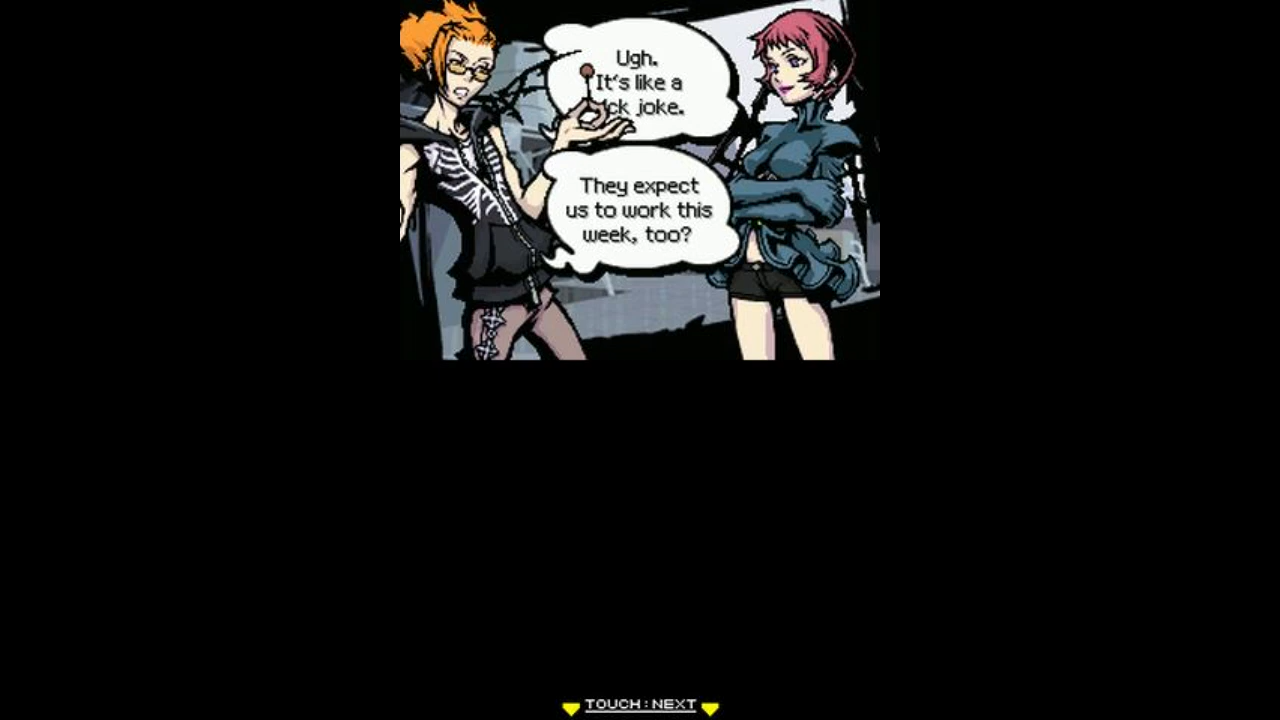 Ugh.
It's like a
joke.
They expect
us to work this
week, too?
TOUCH:NEXT